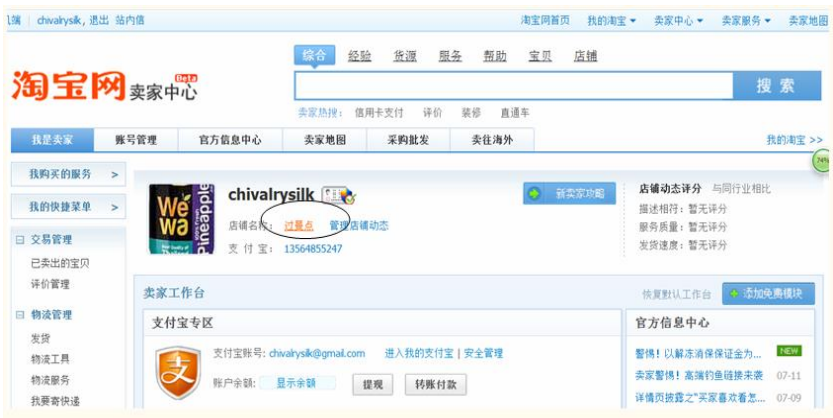 chivalrysilk, 退出 站内信 淘宝网首页 我的淘宝 卖家中心 卖家服务 卖家地图
综合 经验 货源 服务 帮助 宝贝 店铺
淘宝网 卖家中心 Beta
搜 索
卖家热搜: 信用卡支付 评价 装修 直通车
我是卖家 账号管理 官方信息中心 卖家地图 采购批发 卖往海外 我的淘宝 >>
74%
我购买的服务 >
我的快捷菜单 >
chivalrysilk
新卖家功能
店铺动态评分 与同行业相比
We wa Pineapple
店铺名称: 过景点 管理店铺动态
支 付 宝: 13564855247
描述相符: 暂无评分
服务质量: 暂无评分
发货速度: 暂无评分
交易管理
已卖出的宝贝
评价管理
物流管理
发货
物流工具
物流服务
我要寄快递
卖家工作台 恢复默认工作台 添加免费模块
支付宝专区
支付宝账号: chivalrysilk@gmail.com 进入我的支付宝 | 安全管理
账户余额: 显示余额 提现 转账付款
官方信息中心
警惕! 以解冻消保保证金为... NEW
卖家警惕! 高端钓鱼链接来袭 07-11
详情页披露之"买家喜欢看怎... 07-09